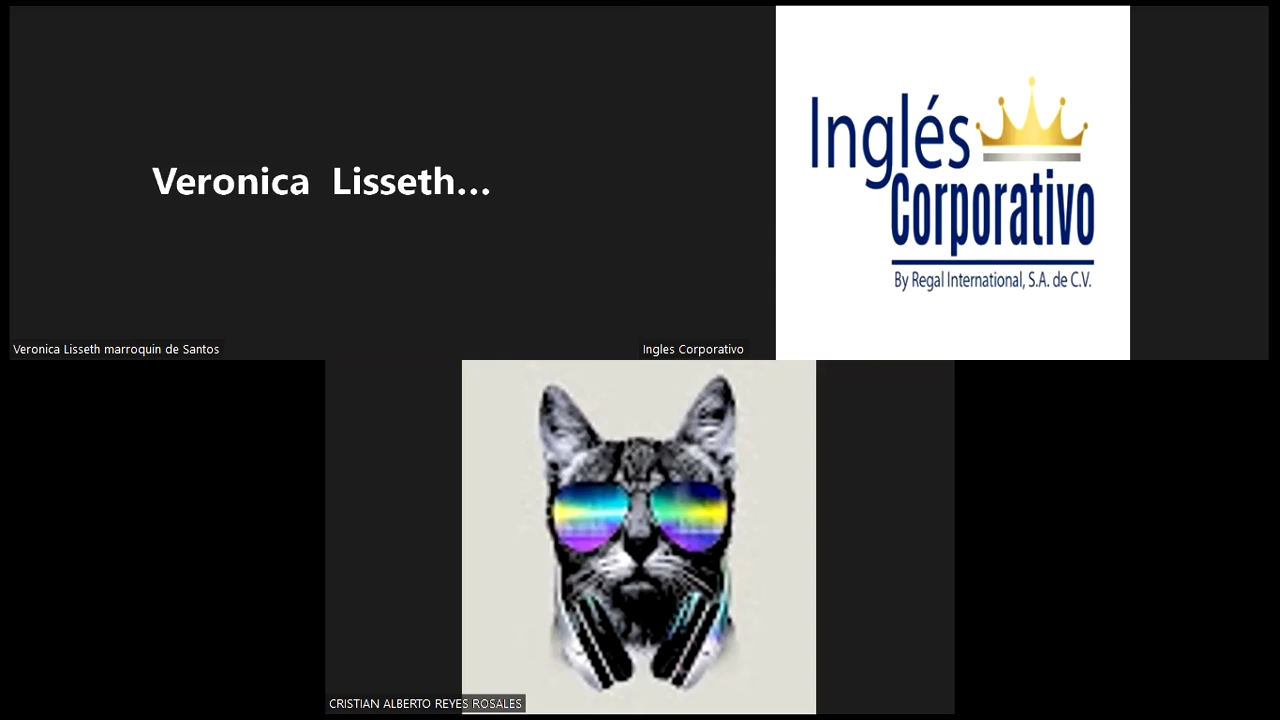 Veronica  Lisseth...
Veronica Lisseth marroquin de Santos
Inglés
Corporativo
By Regal International, S.A. de C.V.
Ingles Corporativo
CRISTIAN ALBERTO REYES ROSALES